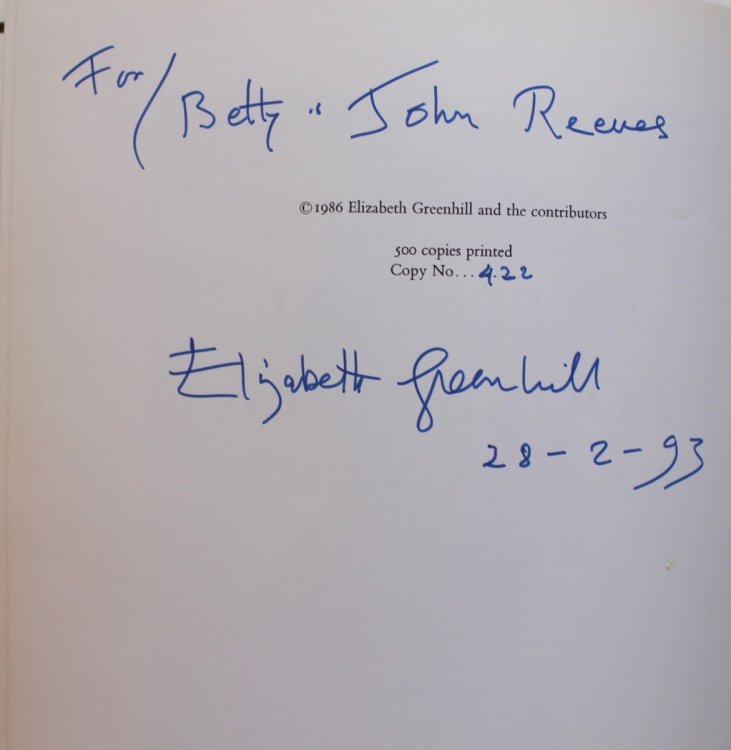 For/ Betty " John Reeves
©1986 Elizabeth Greenhill and the contributors
500 copies printed
Copy No...422
Elizabeth Greenhill
28-2-93